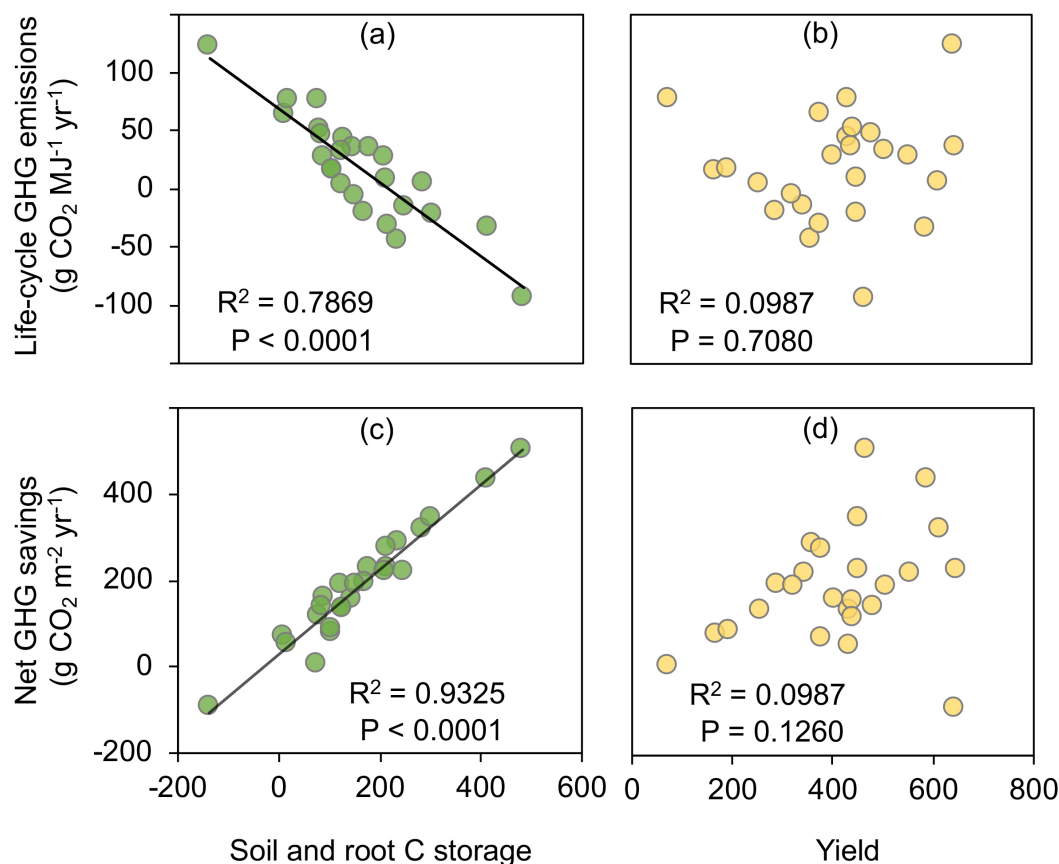 Life-cycle GHG emissions
(g CO₂ MJ⁻¹ yr⁻¹)
100
50
0
-50
-100
(a)
R² = 0.7869
P < 0.0001
(b)
R² = 0.0987
P = 0.7080
Net GHG savings
(g CO₂ m⁻² yr⁻¹)
400
200
0
-200
(c)
R² = 0.9325
P < 0.0001
(d)
R² = 0.0987
P = 0.1260
-200 0 200 400 600
0 200 400 600 800
Soil and root C storage
Yield